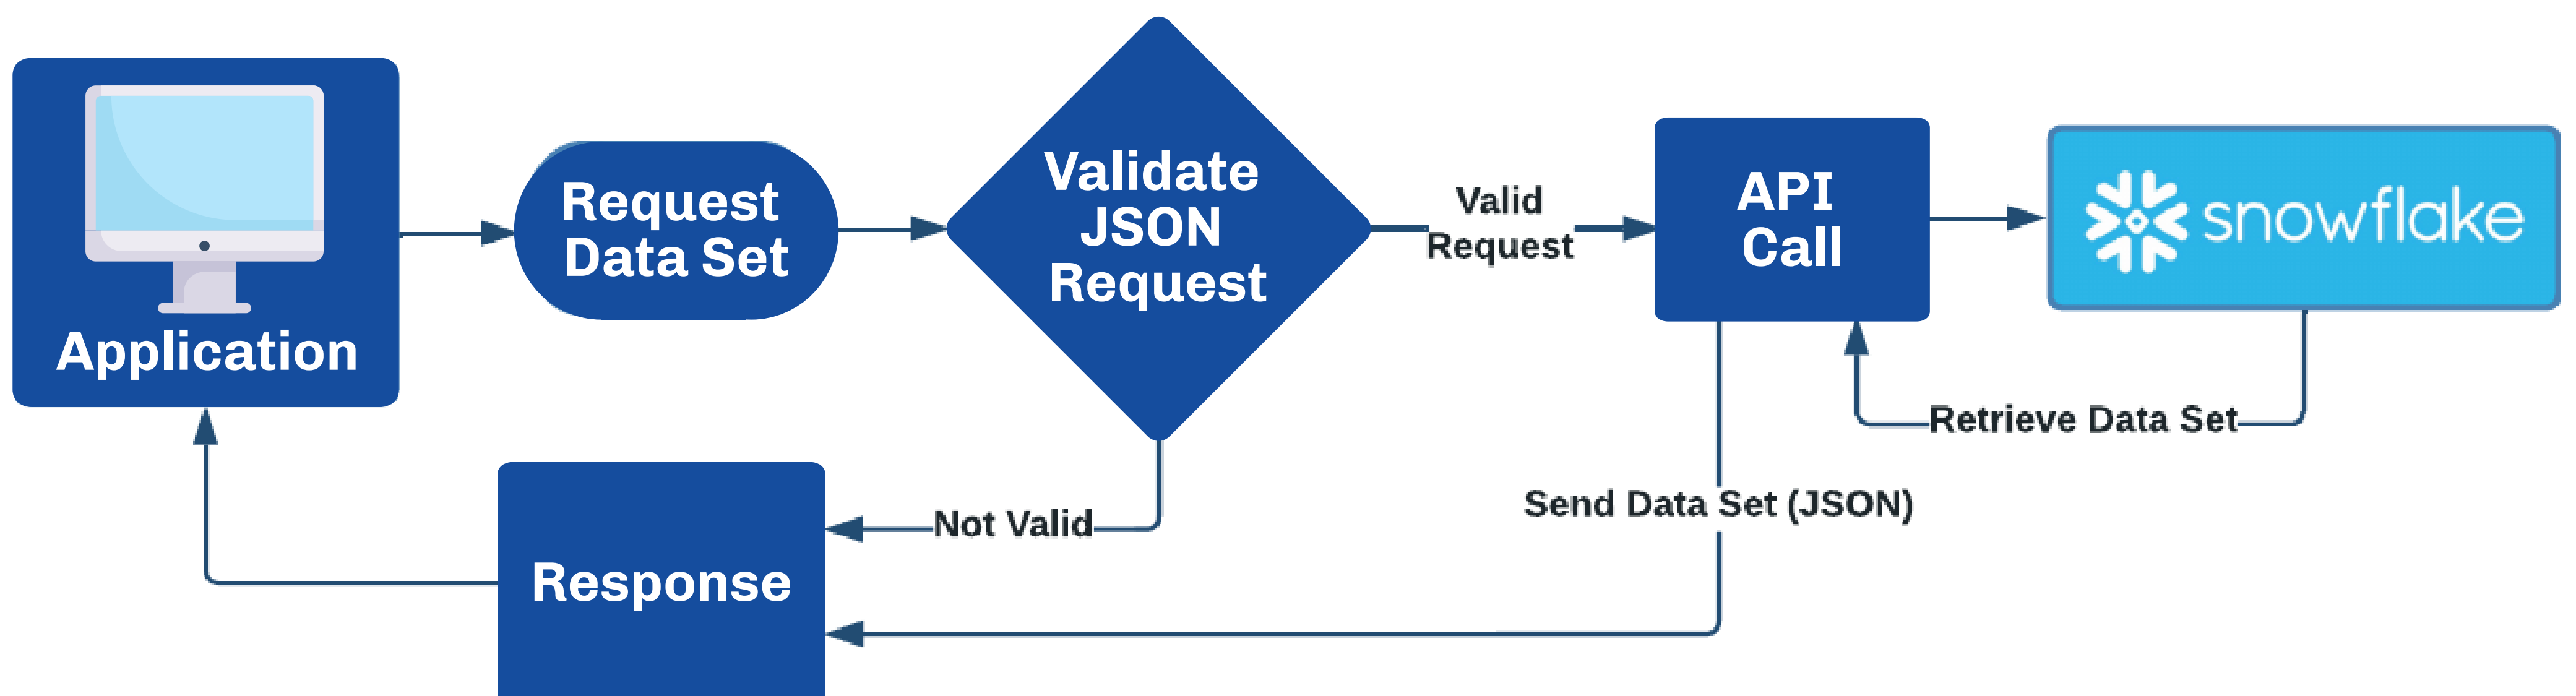 Application
Request
Data Set
Validate
JSON
Request
Valid
Request
API
Call
snowflake
Retrieve Data Set
Send Data Set (JSON)
Not Valid
Response